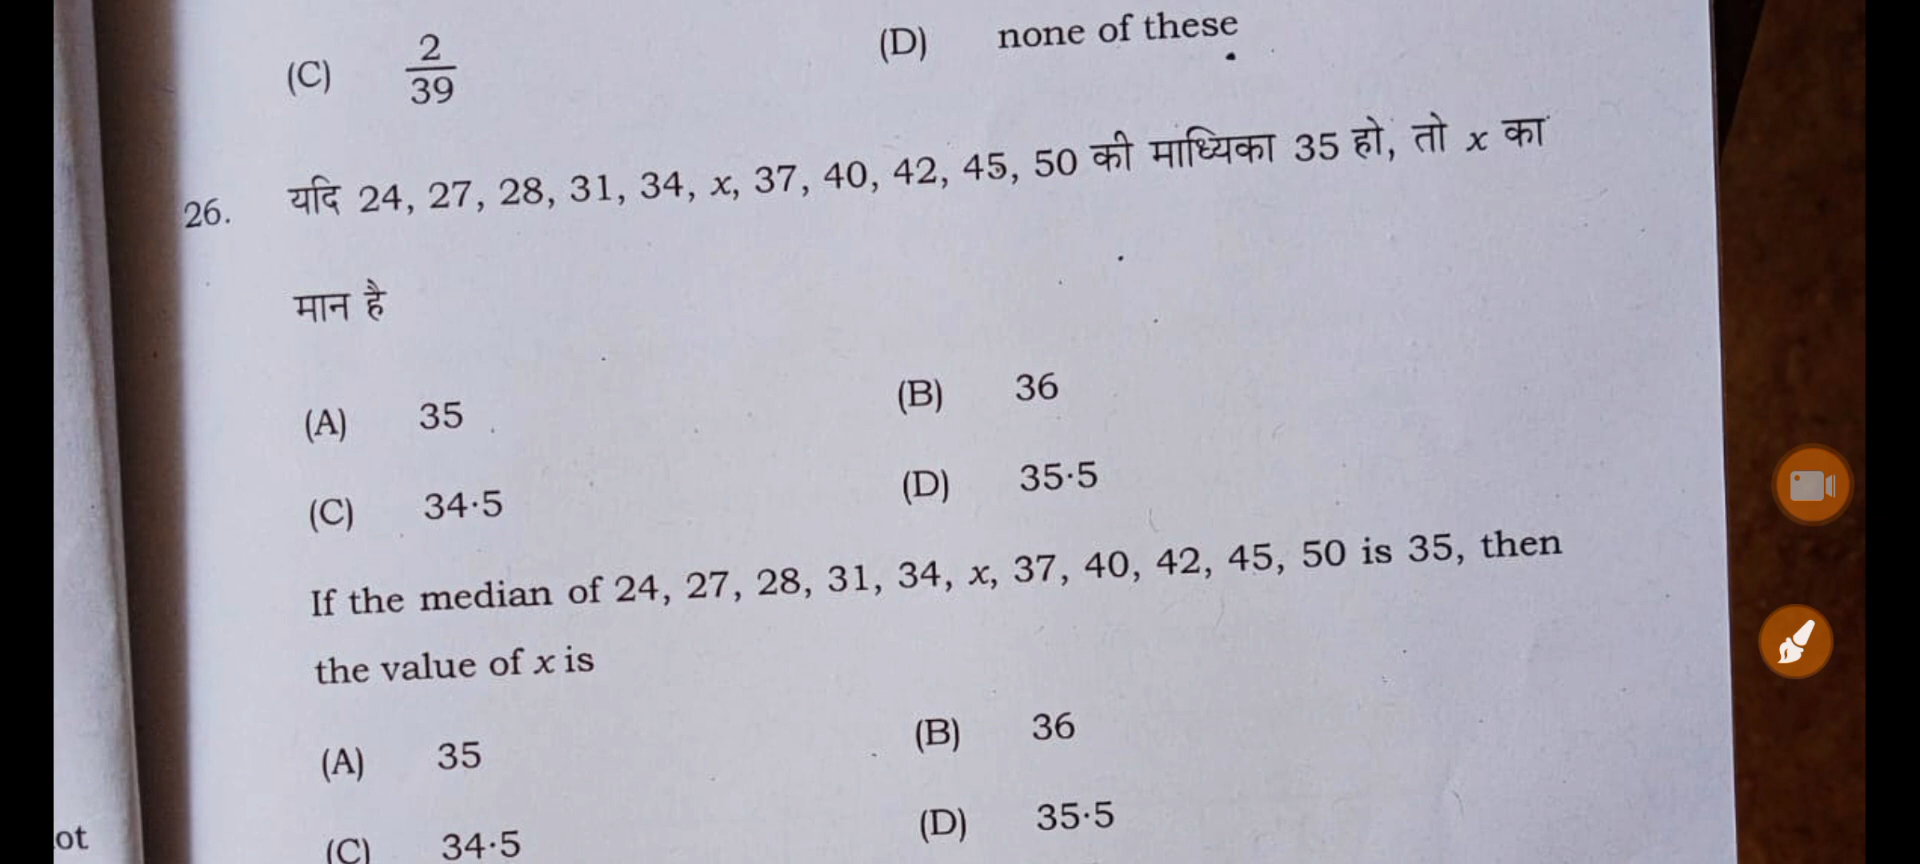 (C) 2/39 (D) none of these
26. यदि 24, 27, 28, 31, 34, x, 37, 40, 42, 45, 50 की माध्यिका 35 हो, तो x का
मान है
(A) 35 (B) 36
(C) 34·5 (D) 35·5
If the median of 24, 27, 28, 31, 34, x, 37, 40, 42, 45, 50 is 35, then
the value of x is
(A) 35 (B) 36
(C) 34·5 (D) 35·5
ot